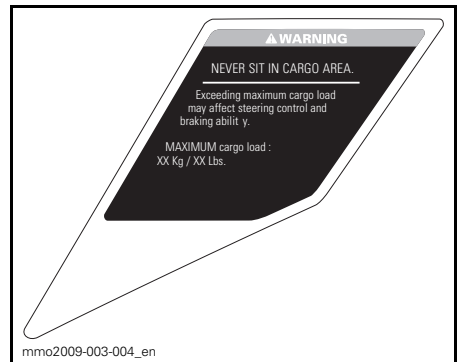 WARNING
NEVER SIT IN CARGO AREA.
Exceeding maximum cargo load
may affect steering control and
braking abilit y.
MAXIMUM cargo load :
XX Kg / XX Lbs.
mmo2009-003-004_en